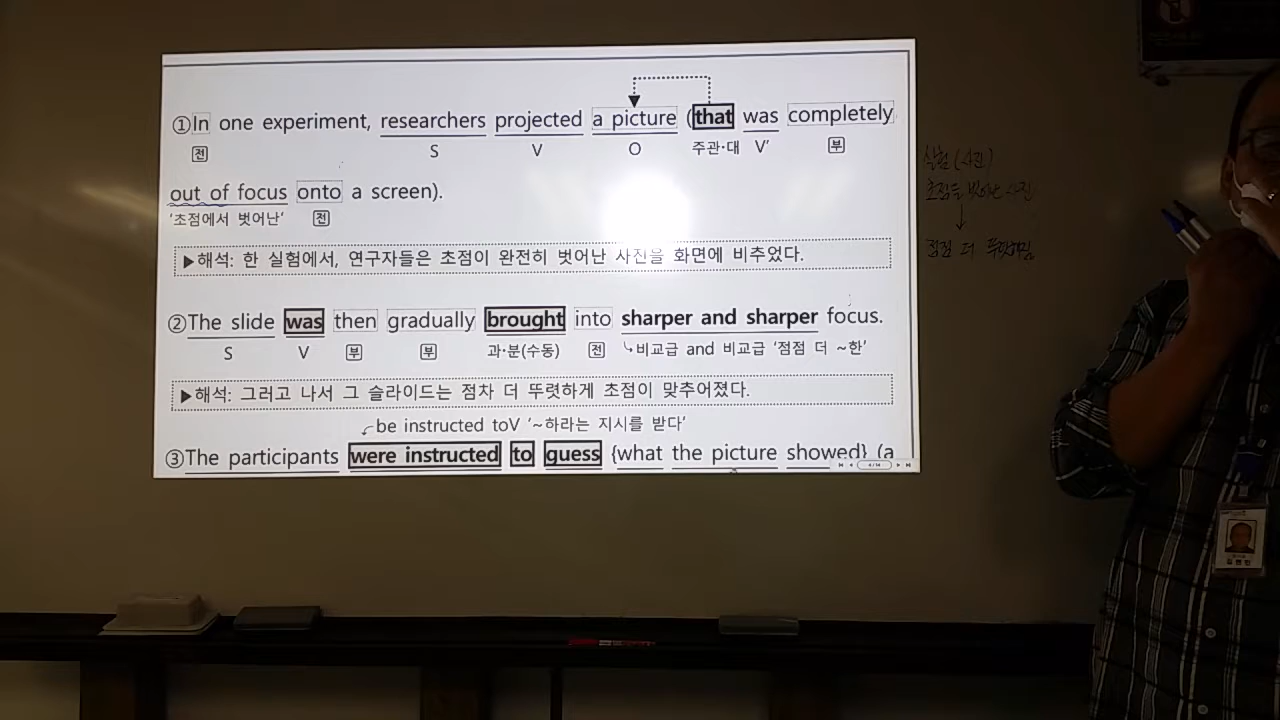 ①In one experiment, researchers projected a picture (that was completely
전 S V O 주관·대 V' 부
out of focus onto a screen).
'초점에서 벗어난' 전
▶해석: 한 실험에서, 연구자들은 초점이 완전히 벗어난 사진을 화면에 비추었다.
②The slide was then gradually brought into sharper and sharper focus.
S V 부 부 과·분(수동) 전 ↳비교급 and 비교급 '점점 더 ~한'
▶해석: 그러고 나서 그 슬라이드는 점차 더 뚜렷하게 초점이 맞추어졌다.
be instructed toV '~하라는 지시를 받다'
③The participants were instructed to guess {what the picture showed} (a
실험 (사진)
초점을 벗어난 사진
↓
점점 더 뚜렷해짐